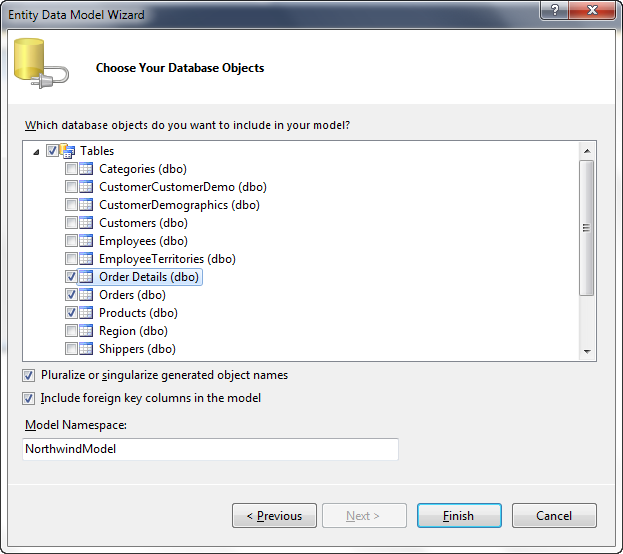 Entity Data Model Wizard
Choose Your Database Objects
Which database objects do you want to include in your model?
Tables
Categories (dbo)
CustomerCustomerDemo (dbo)
CustomerDemographics (dbo)
Customers (dbo)
Employees (dbo)
EmployeeTerritories (dbo)
Order Details (dbo)
Orders (dbo)
Products (dbo)
Region (dbo)
Shippers (dbo)
Pluralize or singularize generated object names
Include foreign key columns in the model
Model Namespace:
NorthwindModel
< Previous Next > Finish Cancel